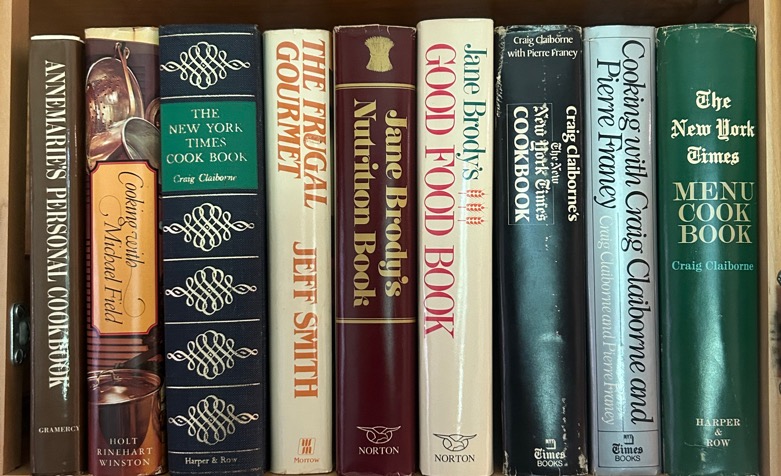 ANNEMARIE'S PERSONAL COOKBOOK
GRAMERCY
Cooking with
Michael Field
HOLT
RINEHART
WINSTON
THE
NEW YORK
TIMES
COOK BOOK
Craig Claiborne
Harper & Row
THE FRUGAL
GOURMET
JEFF SMITH
Morrow
Jane Brody's
Nutrition Book
NORTON
Jane Brody's
GOOD FOOD BOOK
NORTON
Craig Claiborne
with Pierre Franey
Craig Claiborne's
The New
New York Times
COOKBOOK
Times
BOOKS
Cooking with Craig Claiborne and
Pierre Franey
Craig Claiborne and Pierre Franey
Times
BOOKS
The
New York
Times
MENU
COOK
BOOK
Craig Claiborne
HARPER
&
ROW